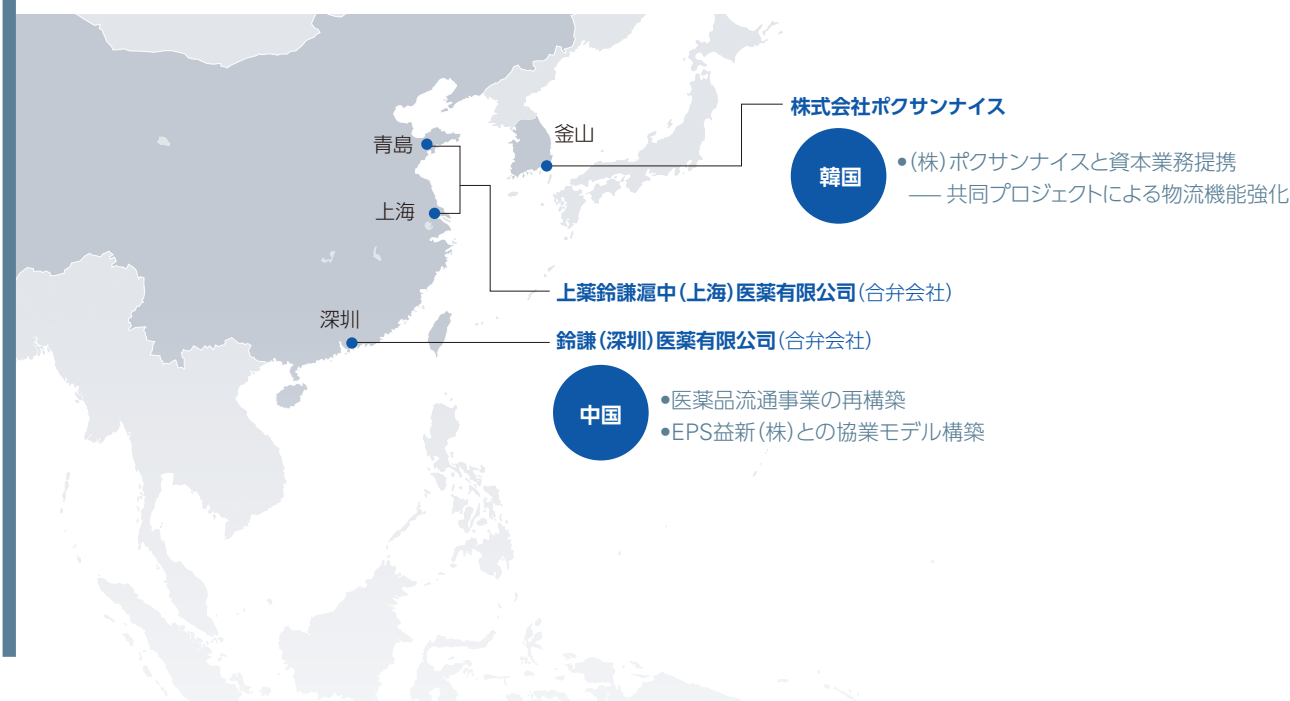 株式会社ポクサンナイス
釜山
青島
韓国
•(株)ポクサンナイスと資本業務提携
── 共同プロジェクトによる物流機能強化
上海
上薬鈴謙滬中(上海)医薬有限公司(合弁会社)
深圳
鈴謙(深圳)医薬有限公司(合弁会社)
中国
•医薬品流通事業の再構築
•EPS益新(株)との協業モデル構築